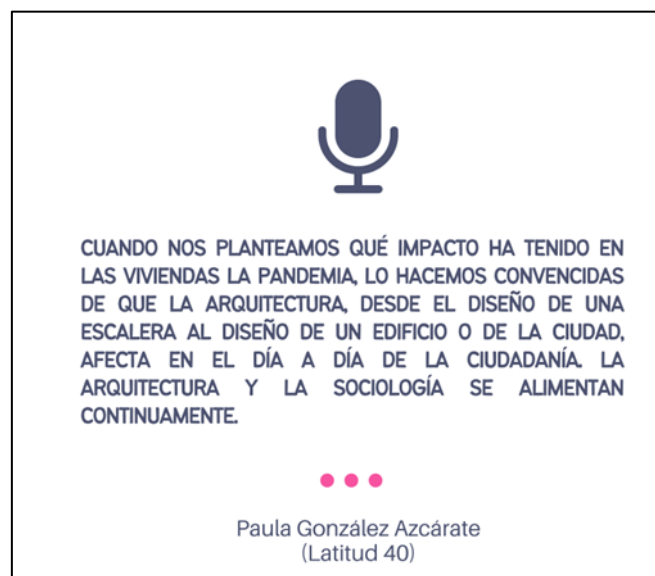 CUANDO NOS PLANTEAMOS QUÉ IMPACTO HA TENIDO EN
LAS VIVIENDAS LA PANDEMIA, LO HACEMOS CONVENCIDAS
DE QUE LA ARQUITECTURA, DESDE EL DISEÑO DE UNA
ESCALERA AL DISEÑO DE UN EDIFICIO O DE LA CIUDAD,
AFECTA EN EL DÍA A DÍA DE LA CIUDADANÍA. LA
ARQUITECTURA Y LA SOCIOLOGÍA SE ALIMENTAN
CONTINUAMENTE.
Paula González Azcárate
(Latitud 40)